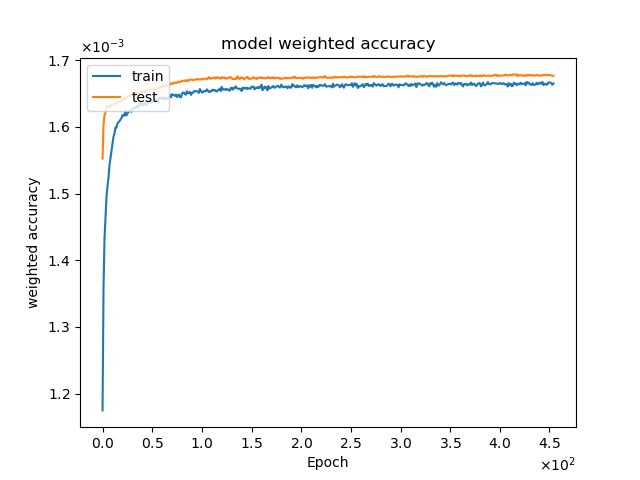 model weighted accuracy
×10⁻³
1.7
1.6
1.5
1.4
1.3
1.2
weighted accuracy
train
test
0.0 0.5 1.0 1.5 2.0 2.5 3.0 3.5 4.0 4.5
Epoch
×10²